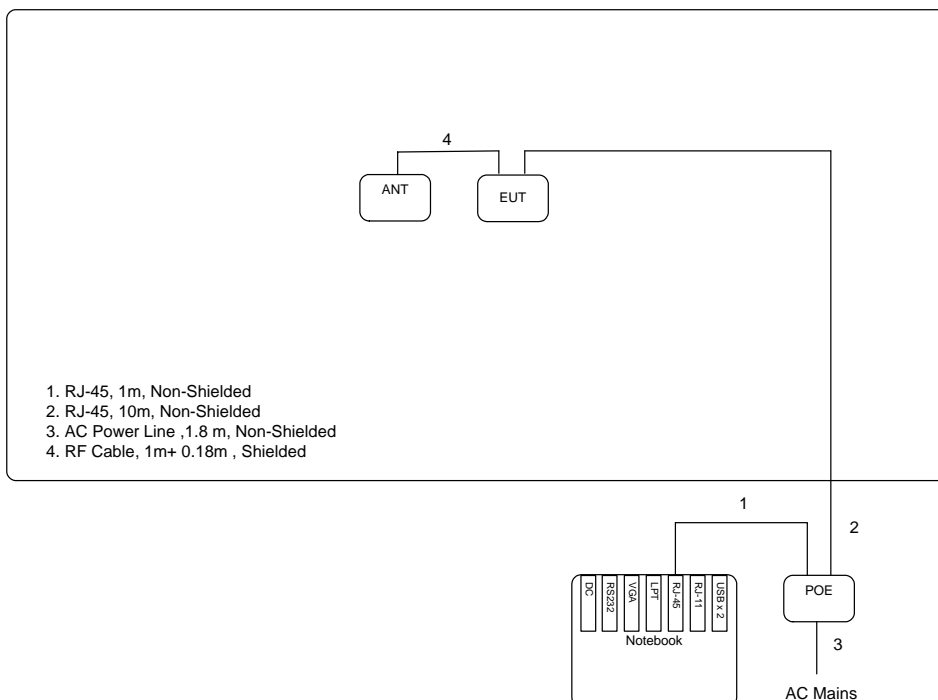 4
ANT
EUT
1. RJ-45, 1m, Non-Shielded
2. RJ-45, 10m, Non-Shielded
3. AC Power Line ,1.8 m, Non-Shielded
4. RF Cable, 1m+ 0.18m , Shielded
1
2
DC
RS232
VGA
LPT
RJ-45
RJ-11
USB x 2
POE
Notebook
3
AC Mains